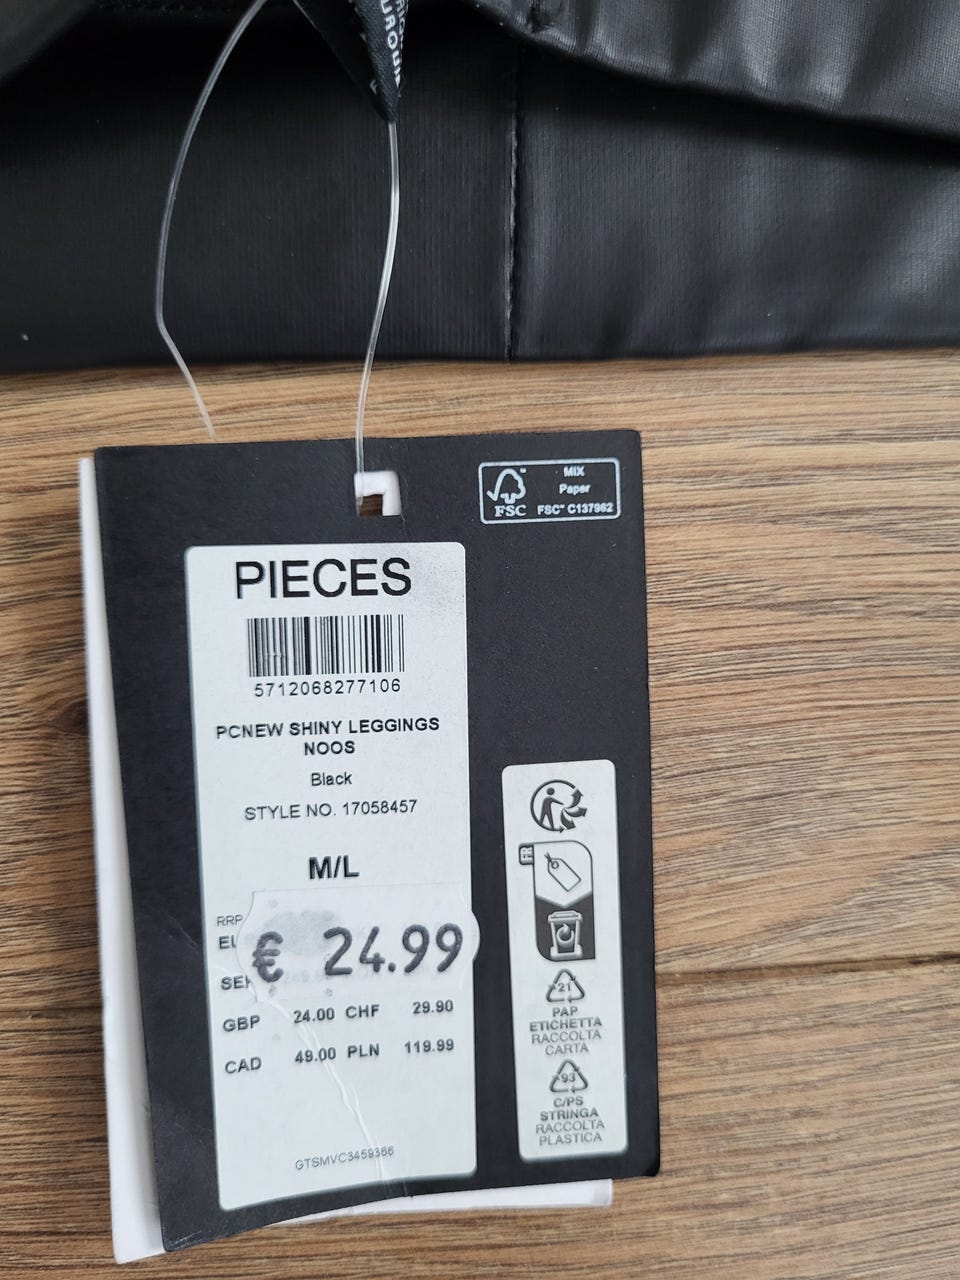 MIX
Paper
FSC
FSC™ C137962
PIECES
5712068277106
PCNEW SHINY LEGGINGS
NOOS
Black
STYLE NO. 17058457
M/L
RRP
€ 24.99
GBP 24.00 CHF 29.90
CAD 49.00 PLN 119.99
GTSMVC3459366
FR
21
PAP
ETICHETTA
RACCOLTA
CARTA
93
C/PS
STRINGA
RACCOLTA
PLASTICA